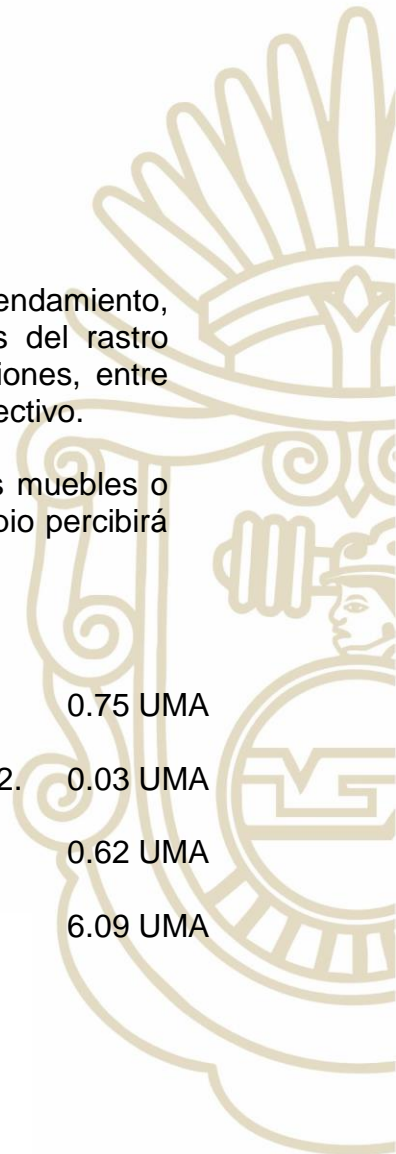 endamiento,
s del rastro
iones, entre
ectivo.
s muebles o
pio percibirá
0.75 UMA
2. 0.03 UMA
0.62 UMA
6.09 UMA